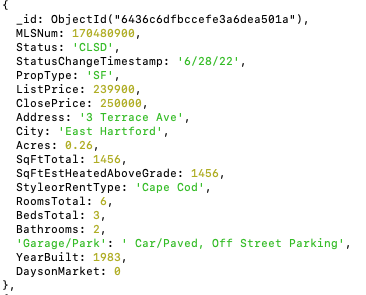 {
_id: ObjectId("6436c6dfbccefe3a6dea501a"),
MLSNum: 170480900,
Status: 'CLSD',
StatusChangeTimestamp: '6/28/22',
PropType: 'SF',
ListPrice: 239900,
ClosePrice: 250000,
Address: '3 Terrace Ave',
City: 'East Hartford',
Acres: 0.26,
SqFtTotal: 1456,
SqFtEstHeatedAboveGrade: 1456,
StyleorRentType: 'Cape Cod',
RoomsTotal: 6,
BedsTotal: 3,
Bathrooms: 2,
'Garage/Park': ' Car/Paved, Off Street Parking',
YearBuilt: 1983,
DaysonMarket: 0
},